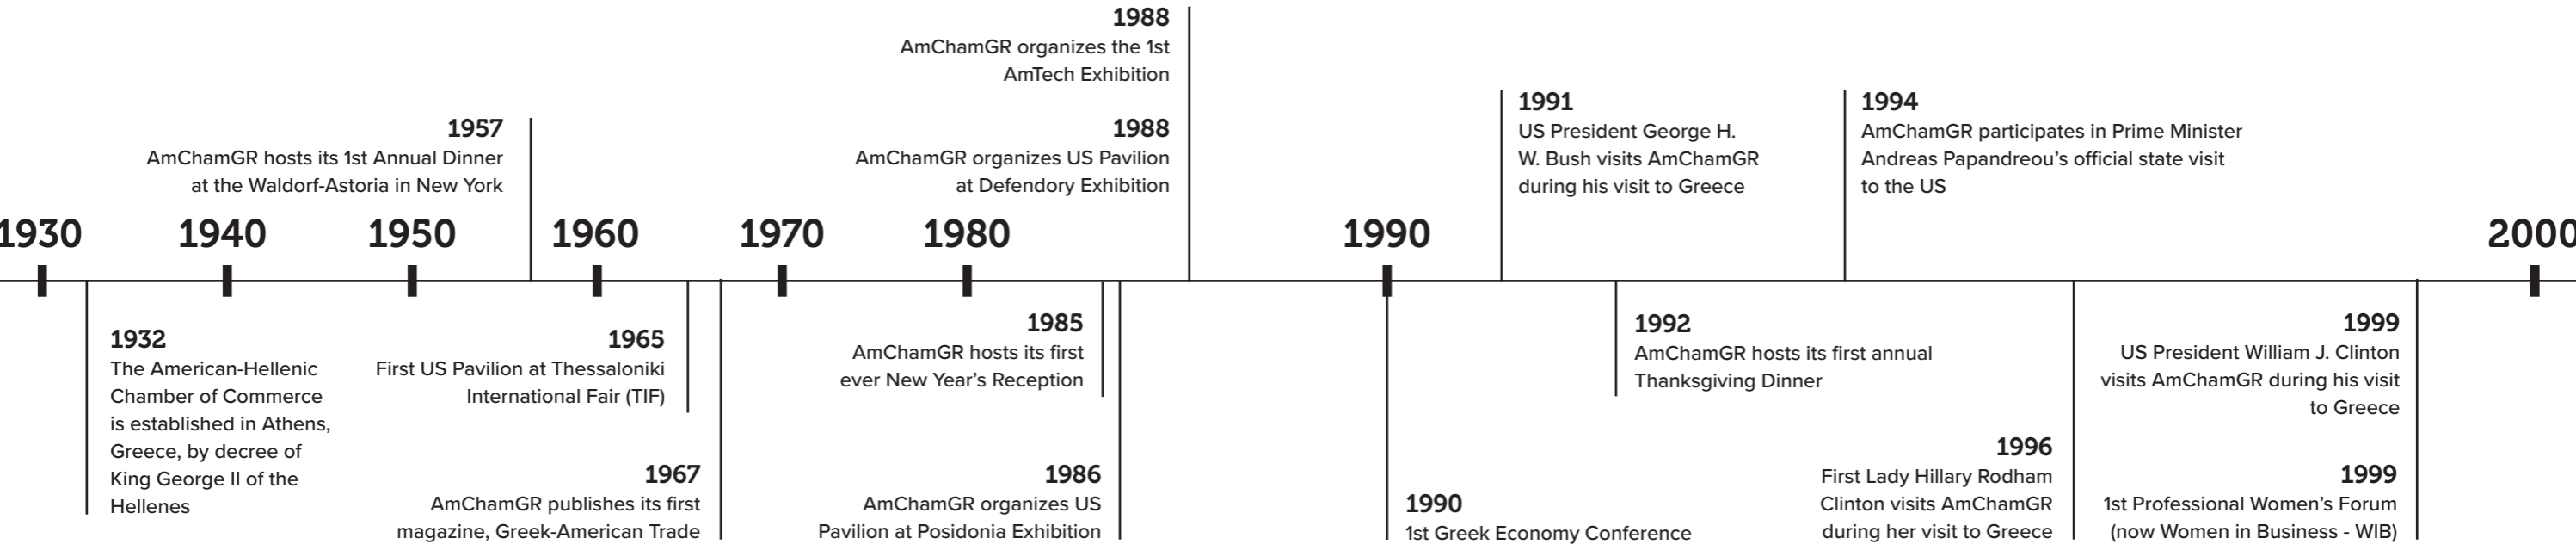 1988
AmChamGR organizes the 1st
AmTech Exhibition
1957
AmChamGR hosts its 1st Annual Dinner
at the Waldorf-Astoria in New York
1988
AmChamGR organizes US Pavilion
at Defendory Exhibition
1991
US President George H.
W. Bush visits AmChamGR
during his visit to Greece
1994
AmChamGR participates in Prime Minister
Andreas Papandreou’s official state visit
to the US
1930 1940 1950 1960 1970 1980 1990 2000
1932
The American-Hellenic
Chamber of Commerce
is established in Athens,
Greece, by decree of
King George II of the
Hellenes
1965
First US Pavilion at Thessaloniki
International Fair (TIF)
1967
AmChamGR publishes its first
magazine, Greek-American Trade
1985
AmChamGR hosts its first
ever New Year’s Reception
1986
AmChamGR organizes US
Pavilion at Posidonia Exhibition
1990
1st Greek Economy Conference
1992
AmChamGR hosts its first annual
Thanksgiving Dinner
1996
First Lady Hillary Rodham
Clinton visits AmChamGR
during her visit to Greece
1999
US President William J. Clinton
visits AmChamGR during his visit
to Greece
1999
1st Professional Women’s Forum
(now Women in Business - WIB)